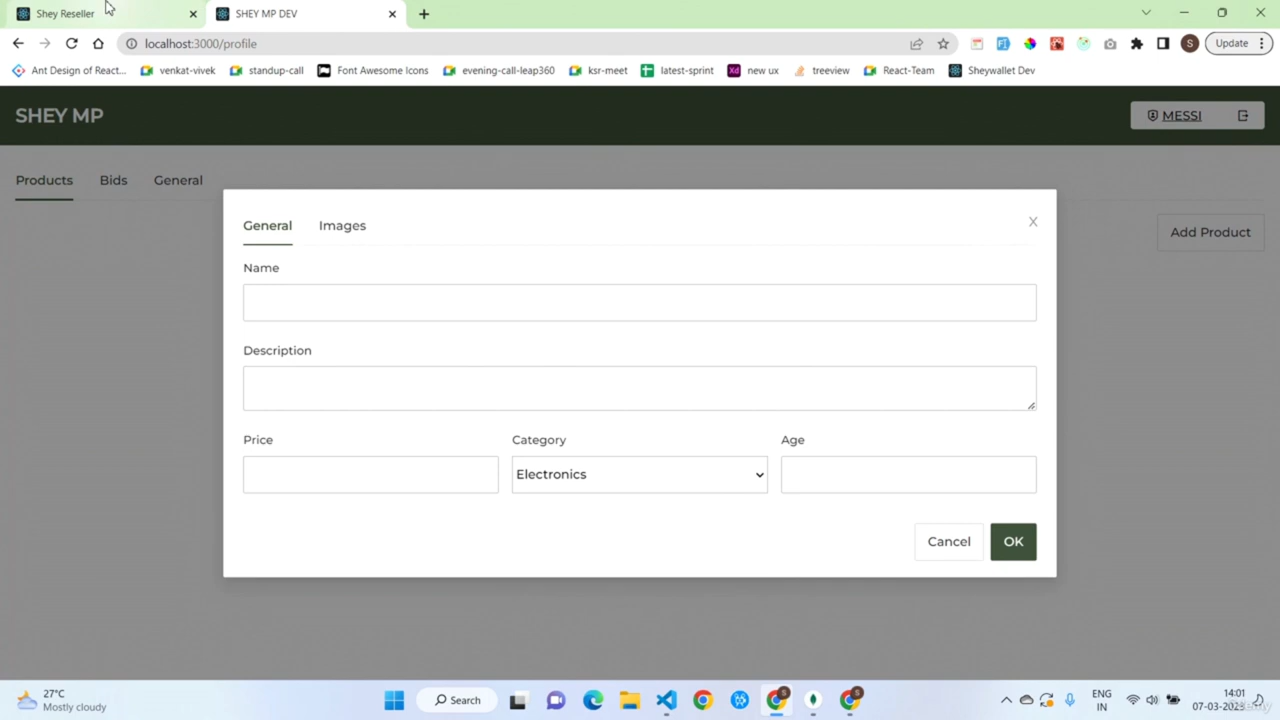 Shey Reseller
SHEY MP DEV
localhost:3000/profile
S
Update
Ant Design of React...
venkat-vivek
standup-call
Font Awesome Icons
evening-call-leap360
ksr-meet
latest-sprint
Xd
new ux
treeview
React-Team
Sheywallet Dev
SHEY MP
MESSI
Products
Bids
General
Add Product
General
Images
X
Name
Description
Price
Category
Age
Electronics
Cancel
OK
27°C
Mostly cloudy
Search
ENG
IN
14:01
07-03-2023